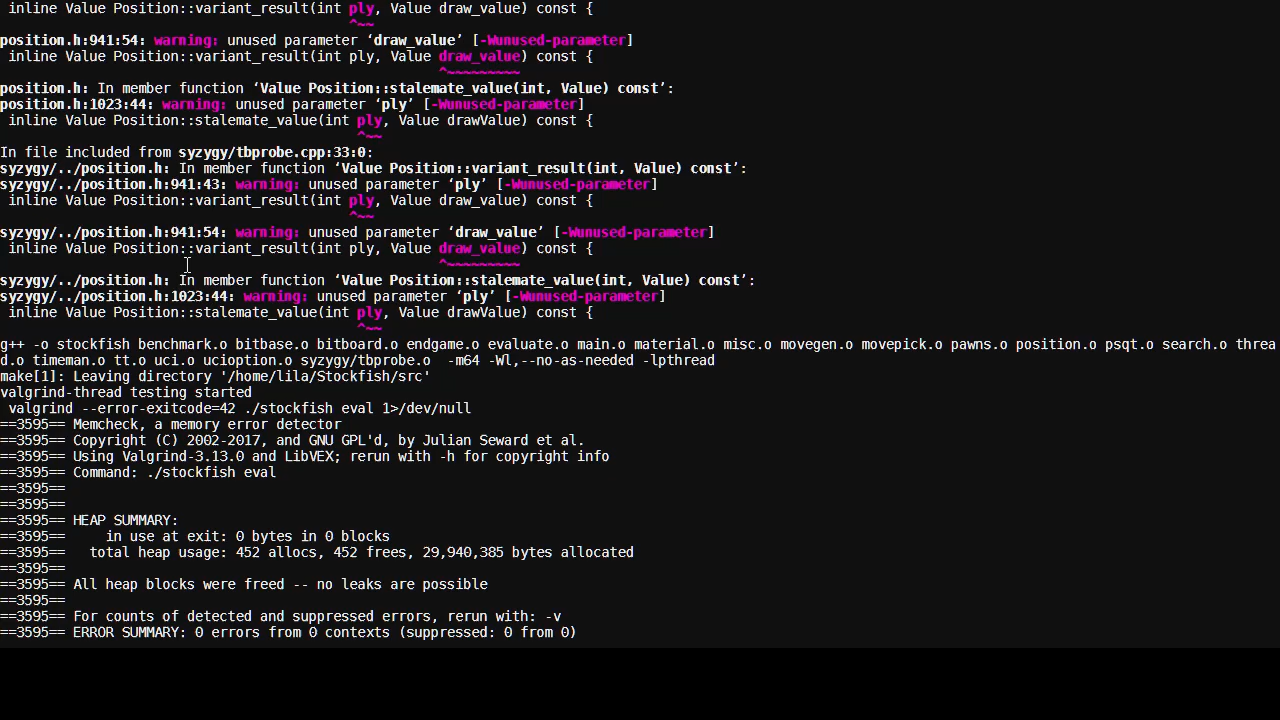 inline Value Position::variant_result(int ply, Value draw_value) const {
                                           ^~~
position.h:941:54: warning: unused parameter ‘draw_value’ [-Wunused-parameter]
 inline Value Position::variant_result(int ply, Value draw_value) const {
                                                      ^~~~~~~~~~
position.h: In member function ‘Value Position::stalemate_value(int, Value) const’:
position.h:1023:44: warning: unused parameter ‘ply’ [-Wunused-parameter]
 inline Value Position::stalemate_value(int ply, Value drawValue) const {
                                            ^~~
In file included from syzygy/tbprobe.cpp:33:0:
syzygy/../position.h: In member function ‘Value Position::variant_result(int, Value) const’:
syzygy/../position.h:941:43: warning: unused parameter ‘ply’ [-Wunused-parameter]
 inline Value Position::variant_result(int ply, Value draw_value) const {
                                           ^~~
syzygy/../position.h:941:54: warning: unused parameter ‘draw_value’ [-Wunused-parameter]
 inline Value Position::variant_result(int ply, Value draw_value) const {
                                                      ^~~~~~~~~~
syzygy/../position.h: In member function ‘Value Position::stalemate_value(int, Value) const’:
syzygy/../position.h:1023:44: warning: unused parameter ‘ply’ [-Wunused-parameter]
 inline Value Position::stalemate_value(int ply, Value drawValue) const {
                                            ^~~
g++ -o stockfish benchmark.o bitbase.o bitboard.o endgame.o evaluate.o main.o material.o misc.o movegen.o movepick.o pawns.o position.o psqt.o search.o threa
d.o timeman.o tt.o uci.o ucioption.o syzygy/tbprobe.o  -m64 -Wl,--no-as-needed -lpthread
make[1]: Leaving directory '/home/lila/Stockfish/src'
valgrind-thread testing started
 valgrind --error-exitcode=42 ./stockfish eval 1>/dev/null
==3595== Memcheck, a memory error detector
==3595== Copyright (C) 2002-2017, and GNU GPL'd, by Julian Seward et al.
==3595== Using Valgrind-3.13.0 and LibVEX; rerun with -h for copyright info
==3595== Command: ./stockfish eval
==3595==
==3595==
==3595== HEAP SUMMARY:
==3595==     in use at exit: 0 bytes in 0 blocks
==3595==   total heap usage: 452 allocs, 452 frees, 29,940,385 bytes allocated
==3595==
==3595== All heap blocks were freed -- no leaks are possible
==3595==
==3595== For counts of detected and suppressed errors, rerun with: -v
==3595== ERROR SUMMARY: 0 errors from 0 contexts (suppressed: 0 from 0)